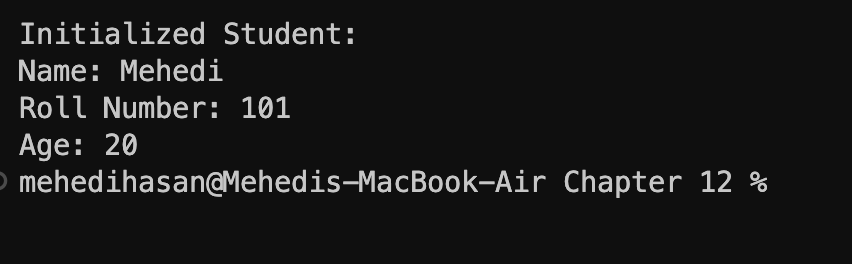 Initialized Student:
Name: Mehedi
Roll Number: 101
Age: 20
mehedihasan@Mehedis-MacBook-Air Chapter 12 %